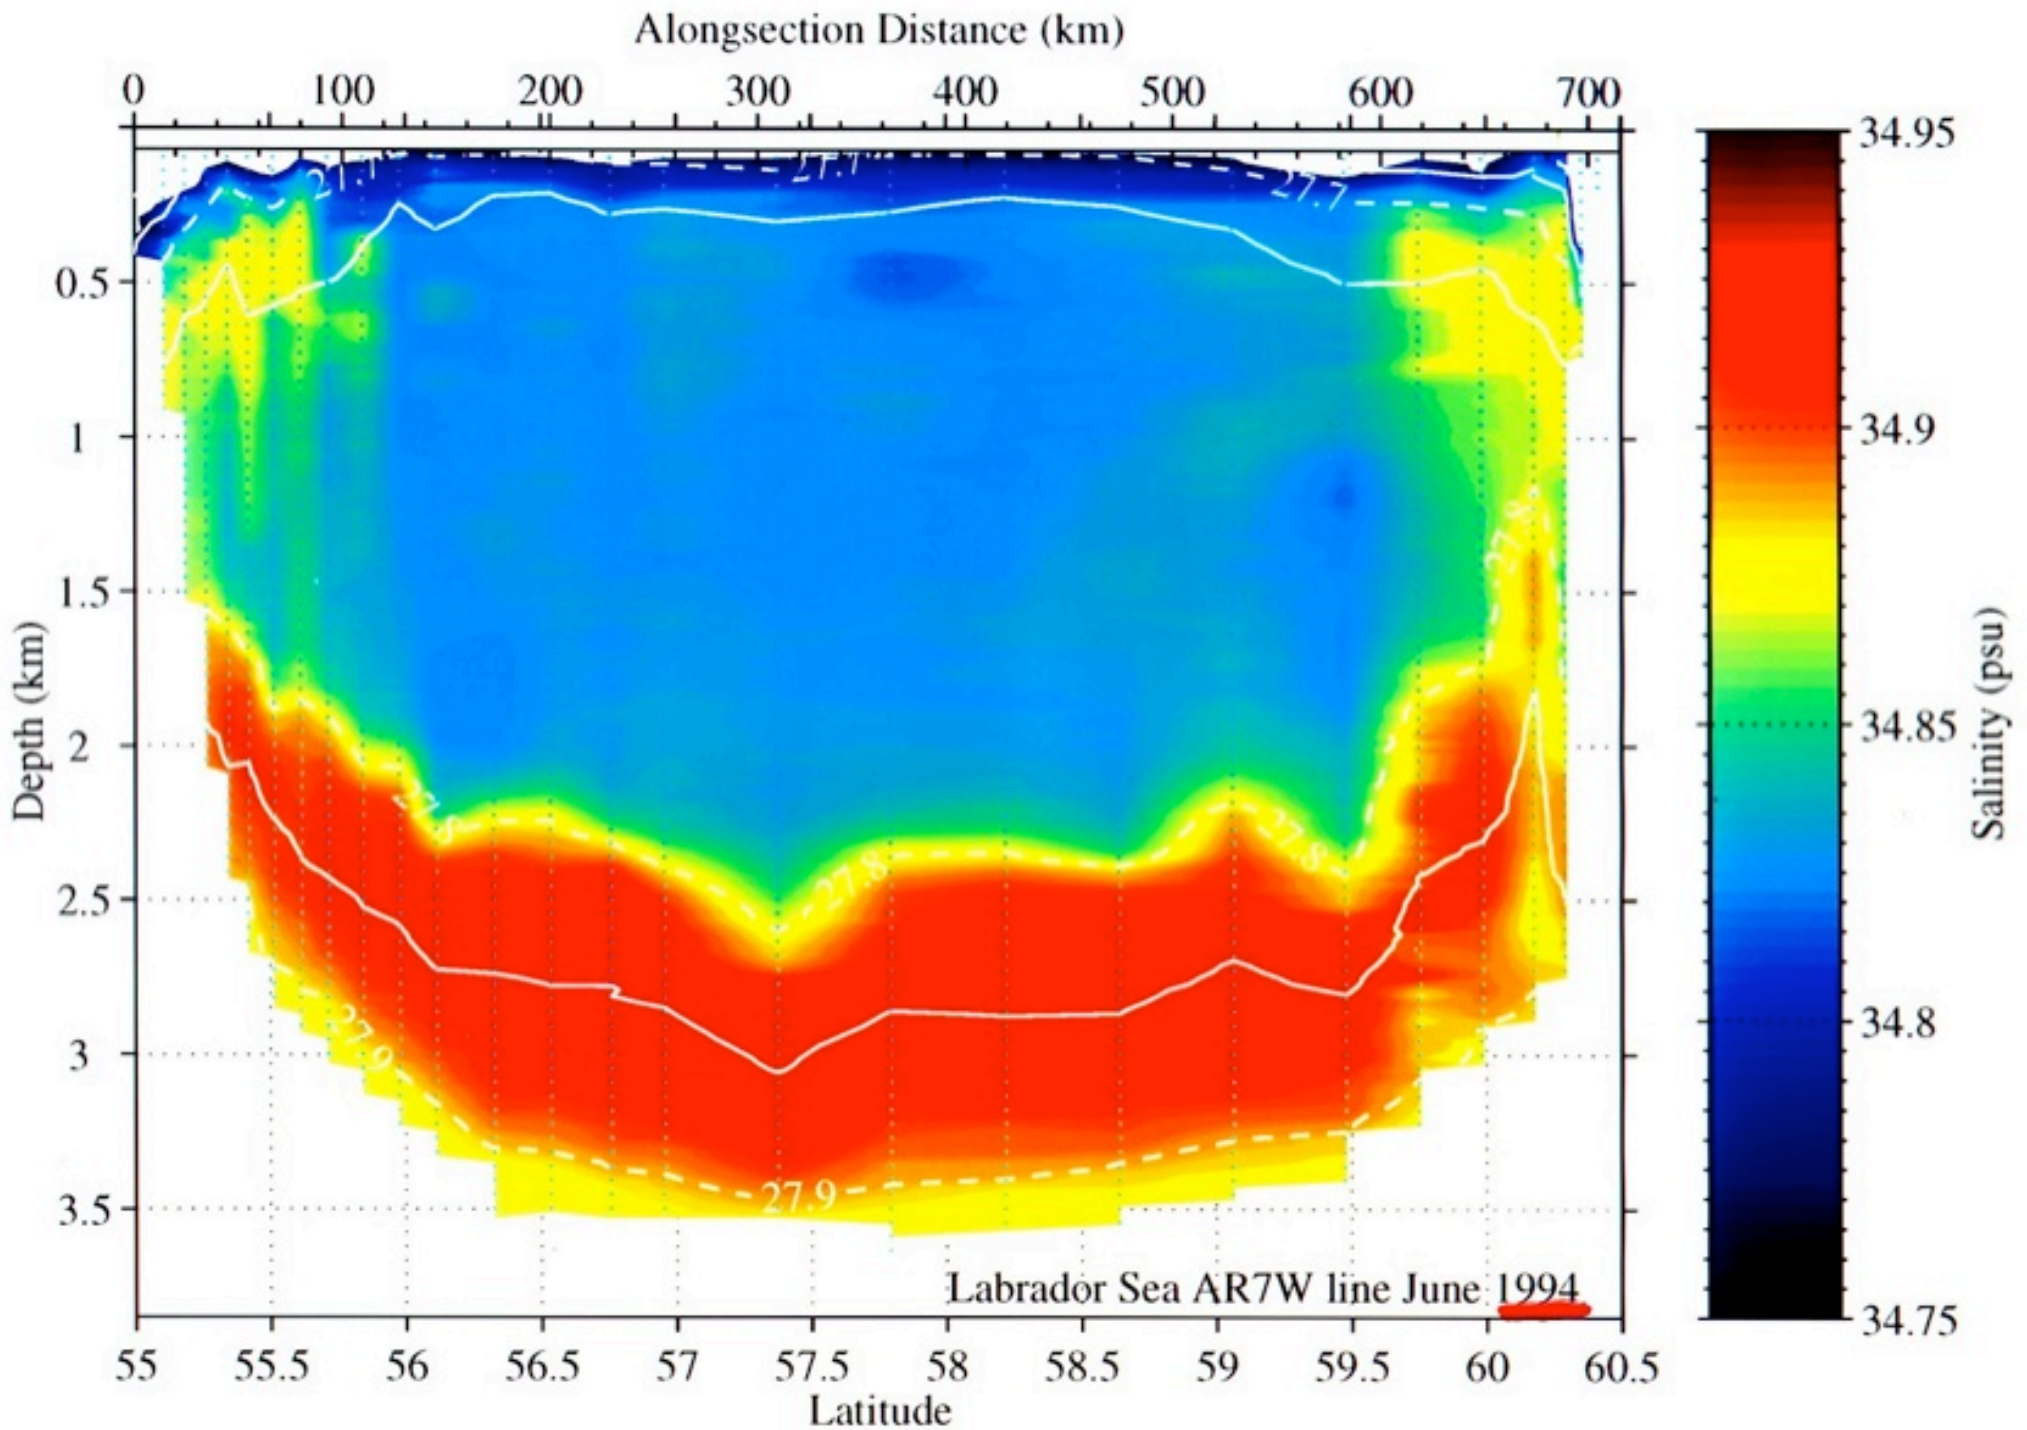 Alongsection Distance (km)
0 100 200 300 400 500 600 700
34.95
27.7 27.7 27.7
0.5
34.9
1
27.8
1.5
Depth (km)
Salinity (psu)
34.85
2
27.8 27.8 27.8
2.5
34.8
27.9
3
27.9
3.5
Labrador Sea AR7W line June 1994
34.75
55 55.5 56 56.5 57 57.5 58 58.5 59 59.5 60 60.5
Latitude